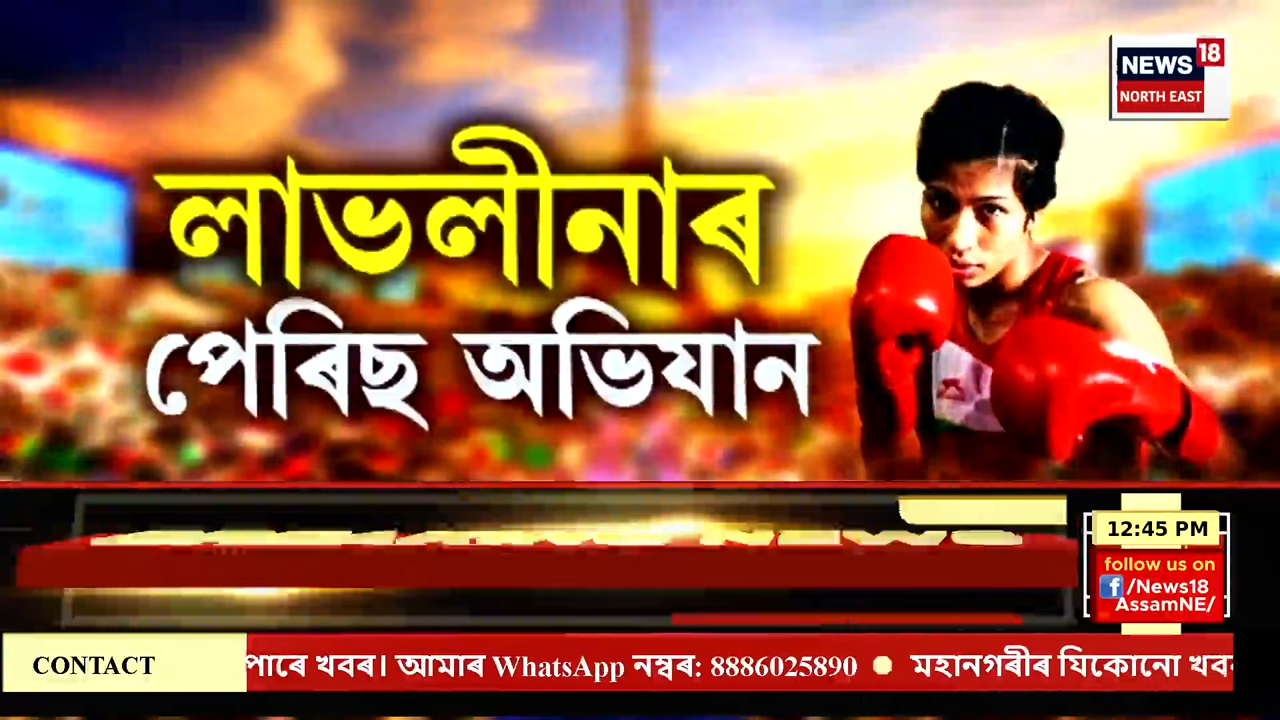 NEWS 18
NORTH EAST
লাভলীনাৰ
পেৰিছ অভিযান
12:45 PM
follow us on
/News18
AssamNE/
CONTACT
পাৰে খবৰ। আমাৰ WhatsApp নম্বৰ: 8886025890 ● মহানগৰীৰ যিকোনো